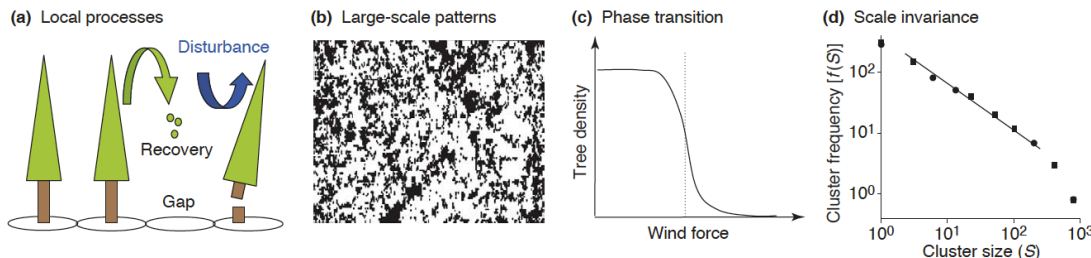 (a) Local processes
Disturbance
Recovery
Gap
(b) Large-scale patterns
(c) Phase transition
Tree density
Wind force
(d) Scale invariance
Cluster frequency [f(S)]
10²
10¹
10⁰
10⁰ 10¹ 10² 10³
Cluster size (S)